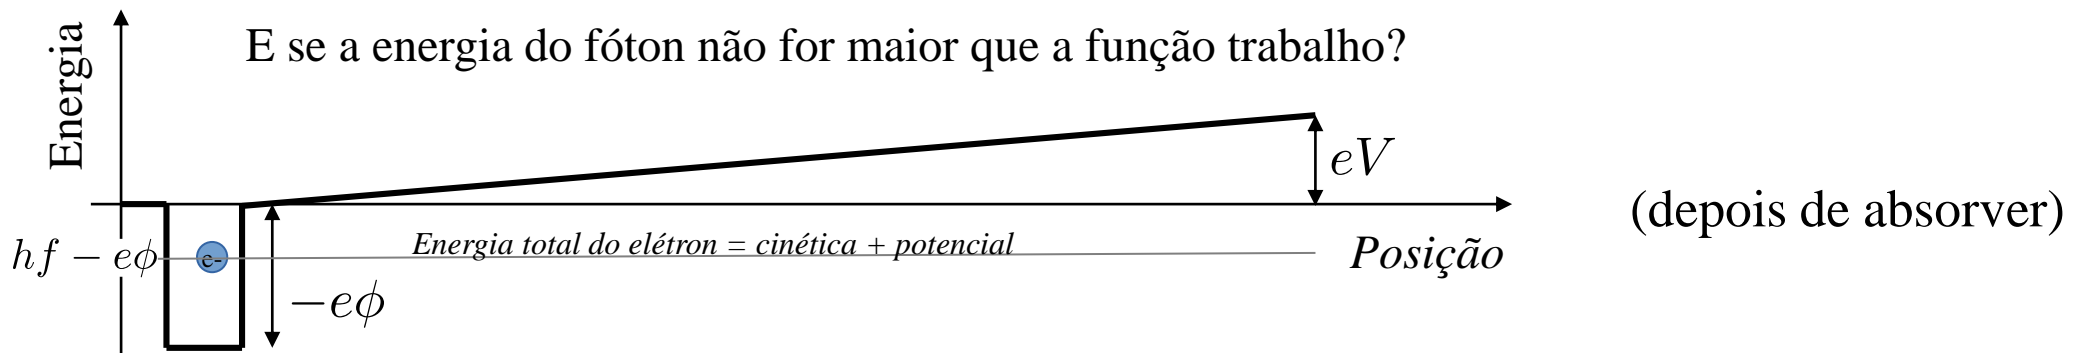 E se a energia do fóton não for maior que a função trabalho?
Energia
eV
(depois de absorver)
Energia total do elétron = cinética + potencial
Posição
hf − eϕ
e-
−eϕ